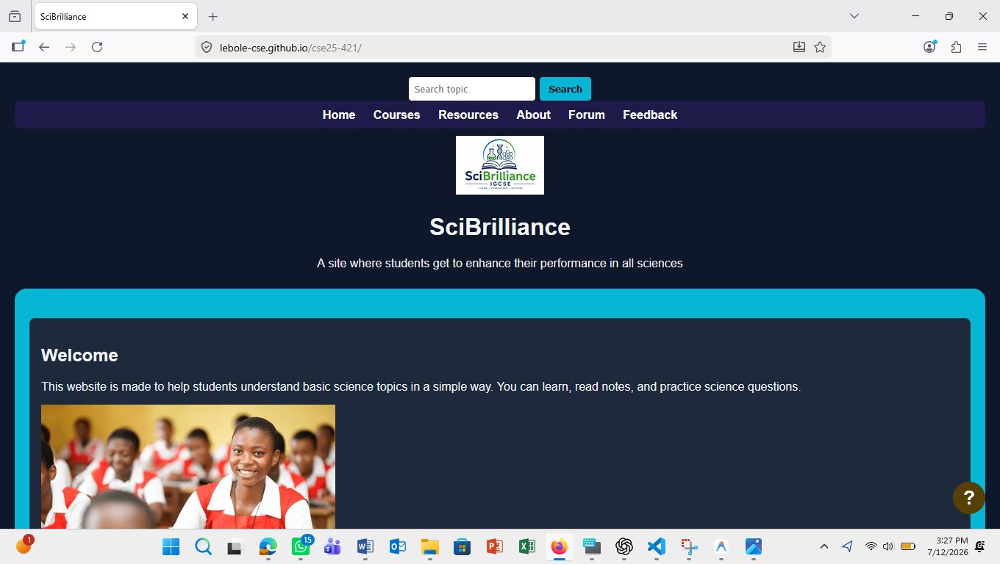 SciBrilliance
lebole-cse.github.io/cse25-421/
Search topic
Search
Home Courses Resources About Forum Feedback
SciBrilliance
IGCSE
LEARN • UNDERSTAND • SUCCEED
SciBrilliance
A site where students get to enhance their performance in all sciences
Welcome
This website is made to help students understand basic science topics in a simple way. You can learn, read notes, and practice science questions.
?
1
15
3:27 PM
7/12/2026